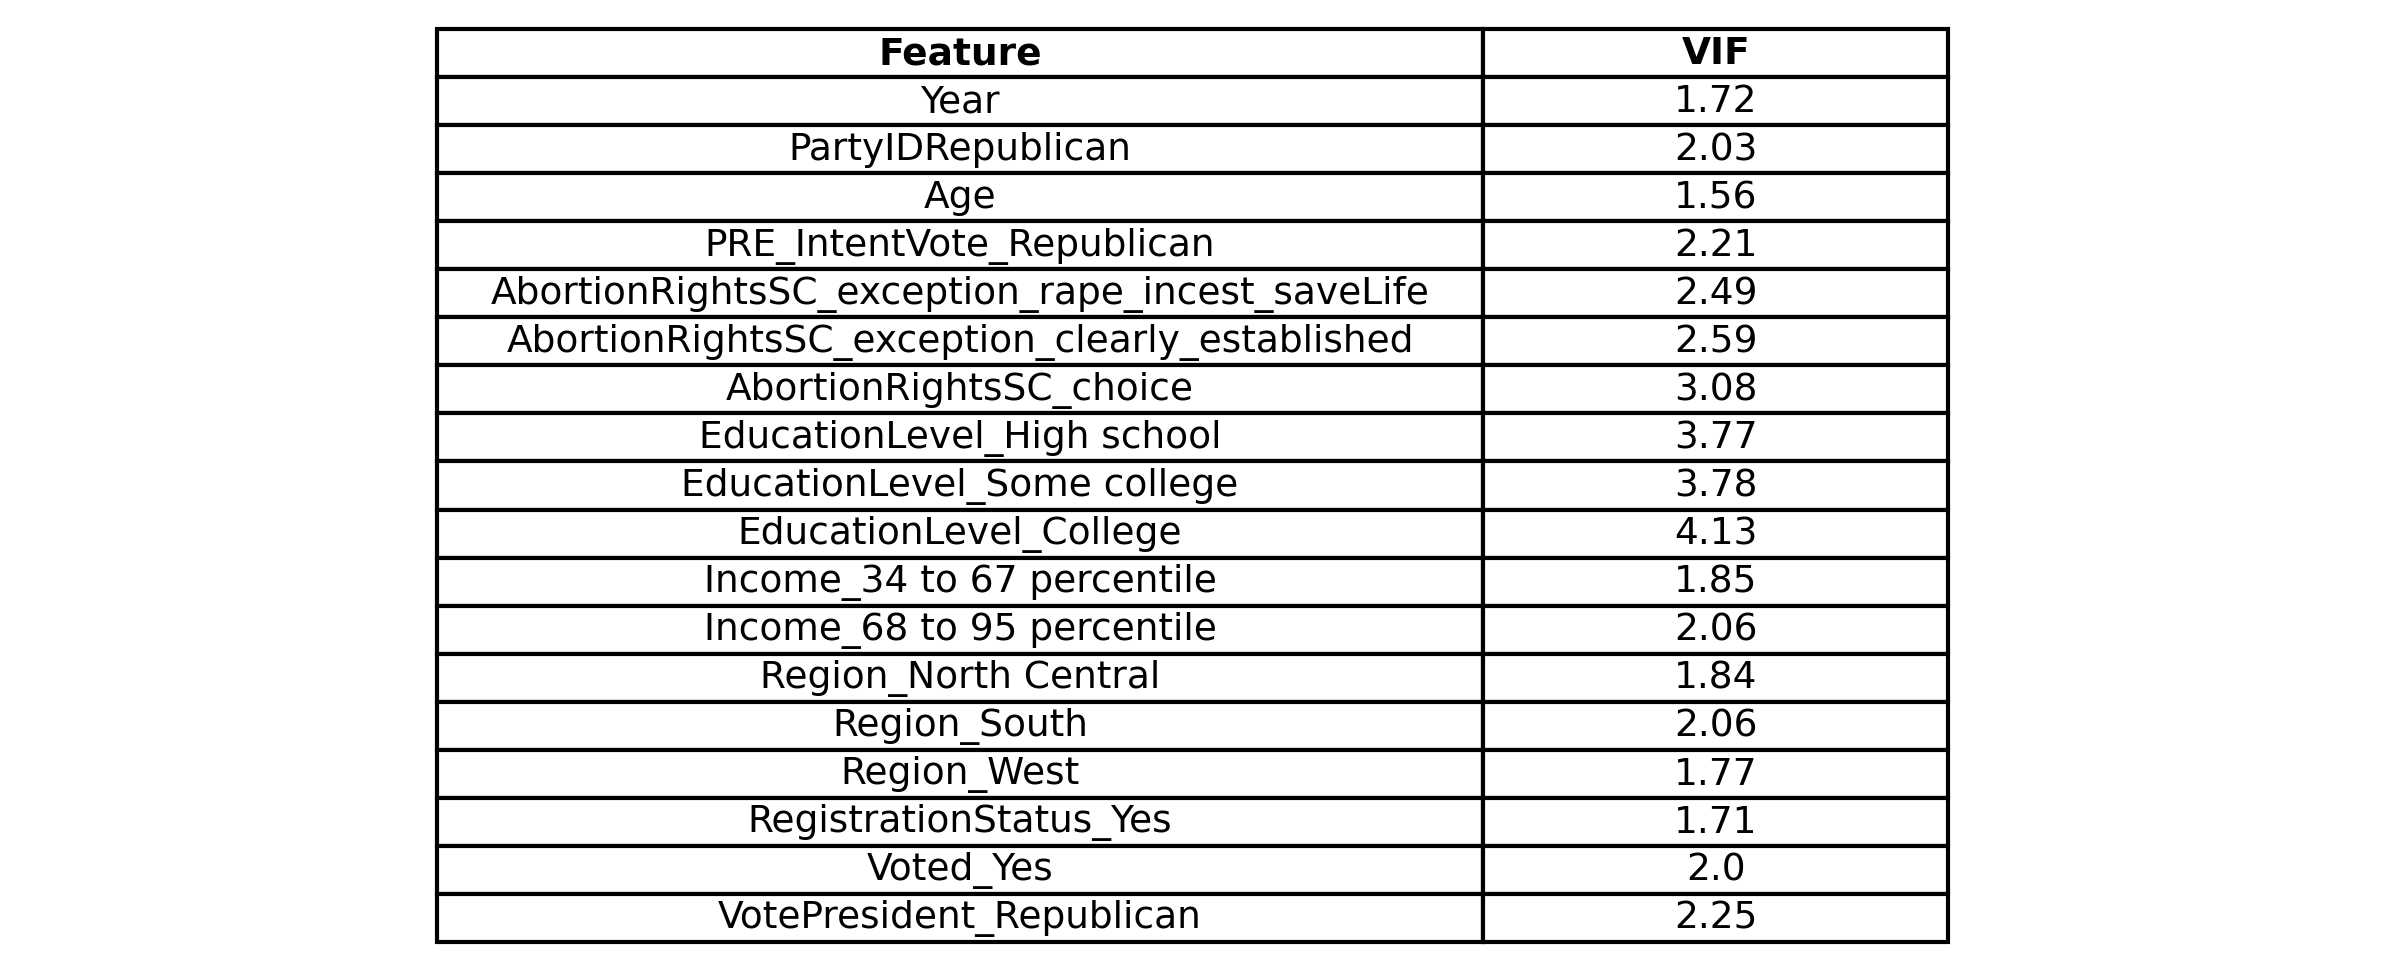 Feature VIF
Year 1.72
PartyIDRepublican 2.03
Age 1.56
PRE_IntentVote_Republican 2.21
AbortionRightsSC_exception_rape_incest_saveLife 2.49
AbortionRightsSC_exception_clearly_established 2.59
AbortionRightsSC_choice 3.08
EducationLevel_High school 3.77
EducationLevel_Some college 3.78
EducationLevel_College 4.13
Income_34 to 67 percentile 1.85
Income_68 to 95 percentile 2.06
Region_North Central 1.84
Region_South 2.06
Region_West 1.77
RegistrationStatus_Yes 1.71
Voted_Yes 2.0
VotePresident_Republican 2.25